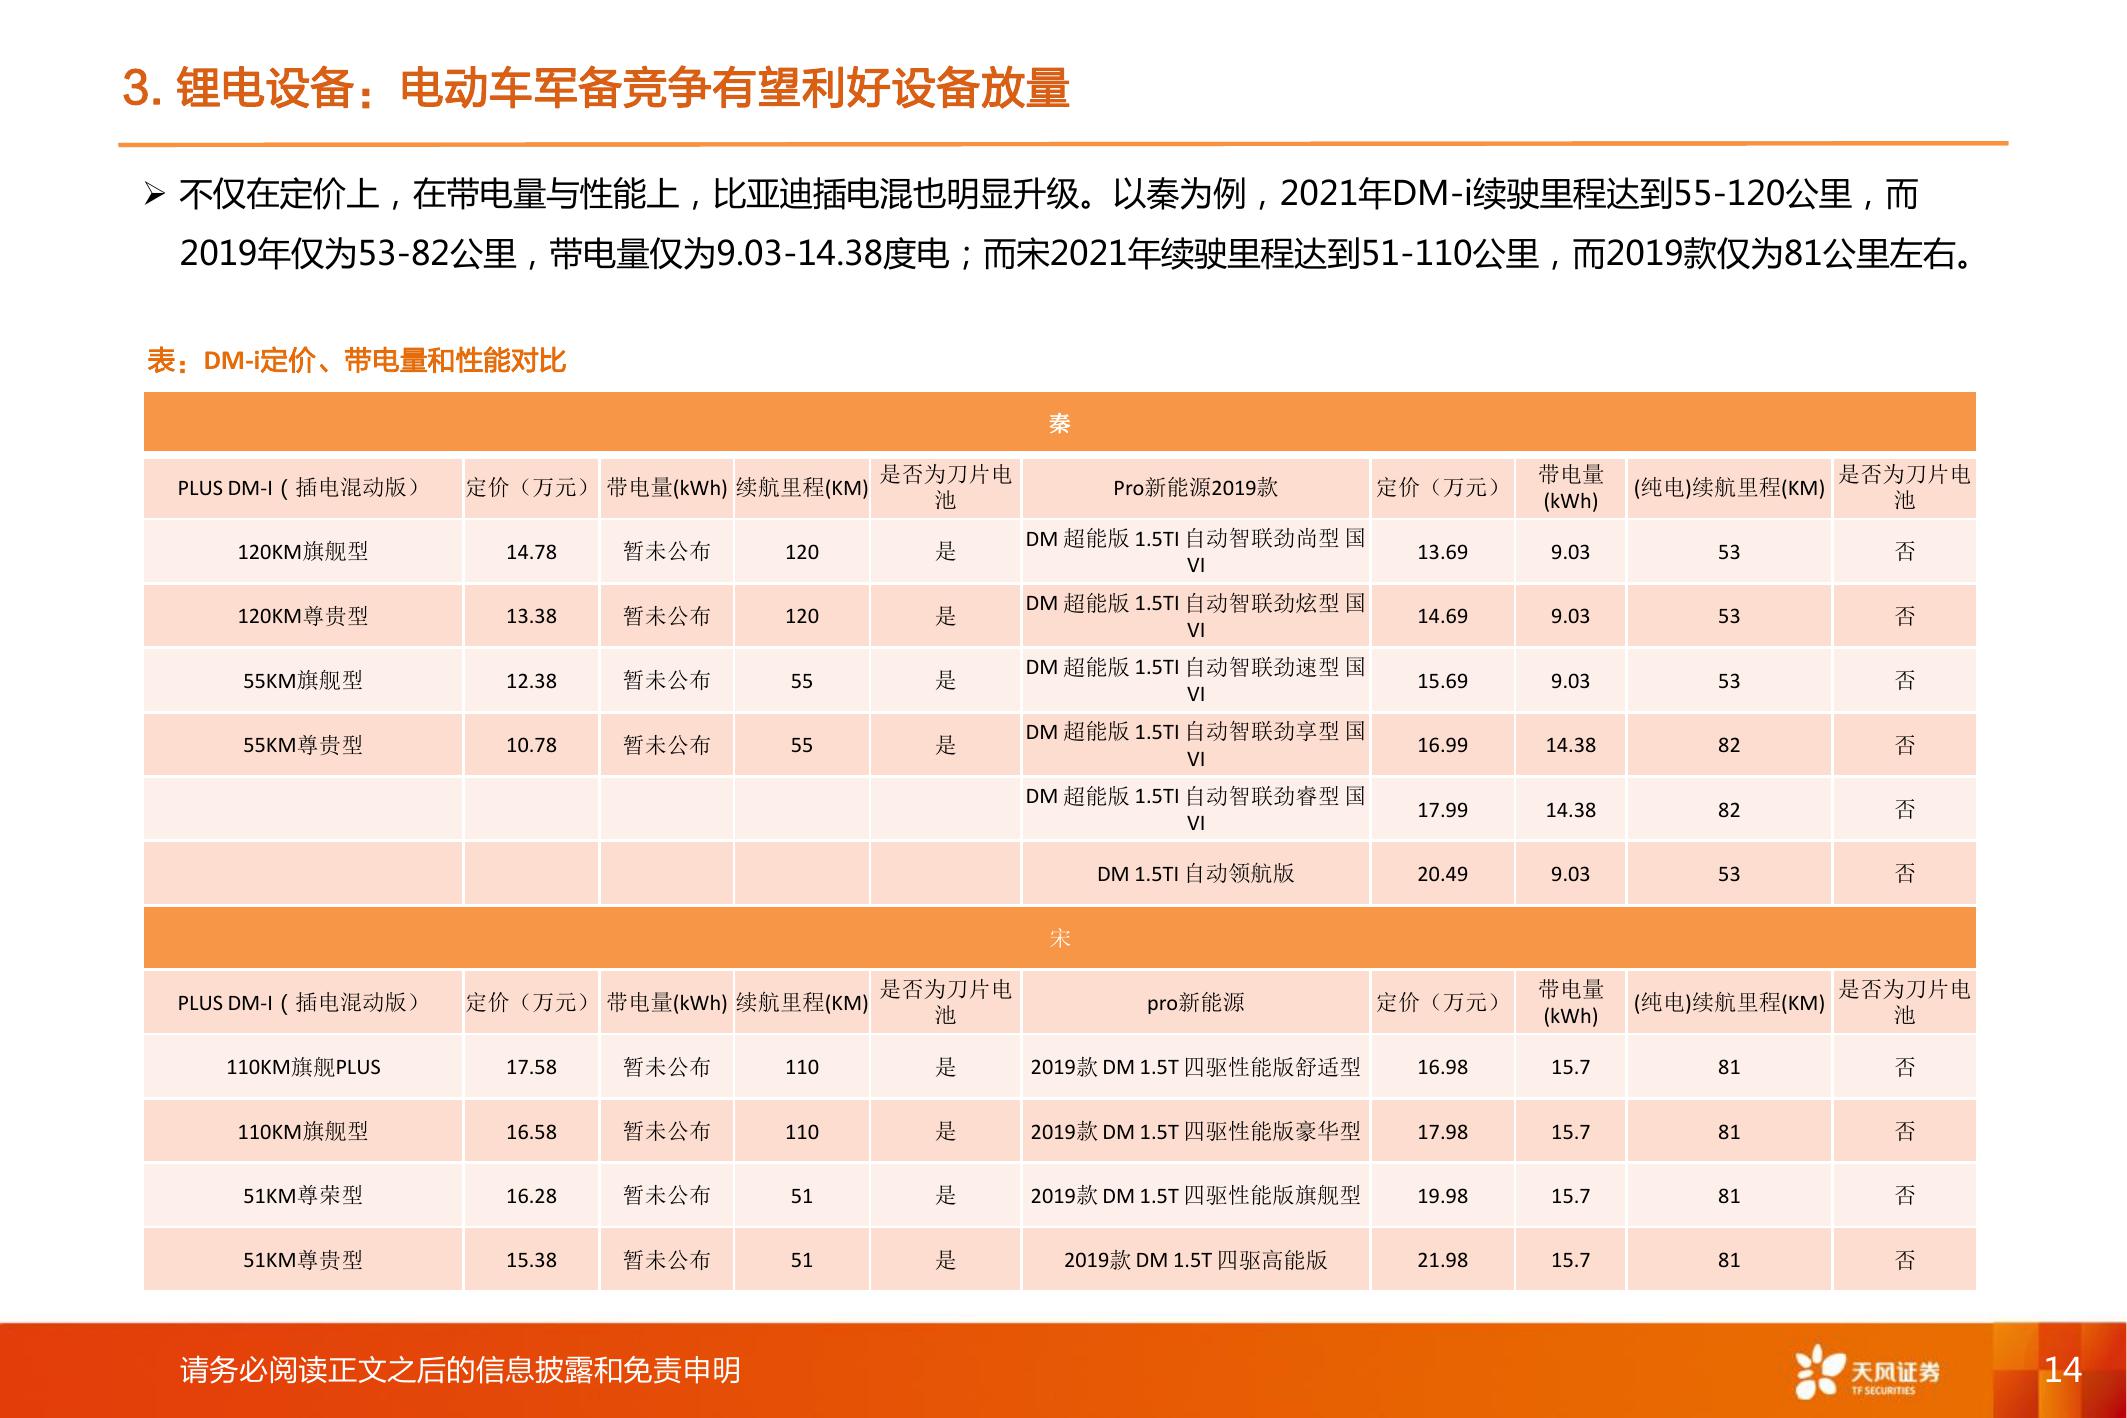 3. 锂电设备：电动车军备竞争有望利好设备放量
➢ 不仅在定价上，在带电量与性能上，比亚迪插电混也明显升级。以秦为例，2021年DM-i续驶里程达到55-120公里，而
2019年仅为53-82公里，带电量仅为9.03-14.38度电；而宋2021年续驶里程达到51-110公里，而2019款仅为81公里左右。
表：DM-i定价、带电量和性能对比
秦
PLUS DM-I（插电混动版） 定价（万元） 带电量(kWh) 续航里程(KM) 是否为刀片电池 Pro新能源2019款 定价（万元） 带电量(kWh) (纯电)续航里程(KM) 是否为刀片电池
120KM旗舰型 14.78 暂未公布 120 是 DM 超能版 1.5TI 自动智联劲尚型 国VI 13.69 9.03 53 否
120KM尊贵型 13.38 暂未公布 120 是 DM 超能版 1.5TI 自动智联劲炫型 国VI 14.69 9.03 53 否
55KM旗舰型 12.38 暂未公布 55 是 DM 超能版 1.5TI 自动智联劲速型 国VI 15.69 9.03 53 否
55KM尊贵型 10.78 暂未公布 55 是 DM 超能版 1.5TI 自动智联劲享型 国VI 16.99 14.38 82 否
DM 超能版 1.5TI 自动智联劲睿型 国VI 17.99 14.38 82 否
DM 1.5TI 自动领航版 20.49 9.03 53 否
宋
PLUS DM-I（插电混动版） 定价（万元） 带电量(kWh) 续航里程(KM) 是否为刀片电池 pro新能源 定价（万元） 带电量(kWh) (纯电)续航里程(KM) 是否为刀片电池
110KM旗舰PLUS 17.58 暂未公布 110 是 2019款 DM 1.5T 四驱性能版舒适型 16.98 15.7 81 否
110KM旗舰型 16.58 暂未公布 110 是 2019款 DM 1.5T 四驱性能版豪华型 17.98 15.7 81 否
51KM尊荣型 16.28 暂未公布 51 是 2019款 DM 1.5T 四驱性能版旗舰型 19.98 15.7 81 否
51KM尊贵型 15.38 暂未公布 51 是 2019款 DM 1.5T 四驱高能版 21.98 15.7 81 否
请务必阅读正文之后的信息披露和免责申明
天风证券
TF SECURITIES
14